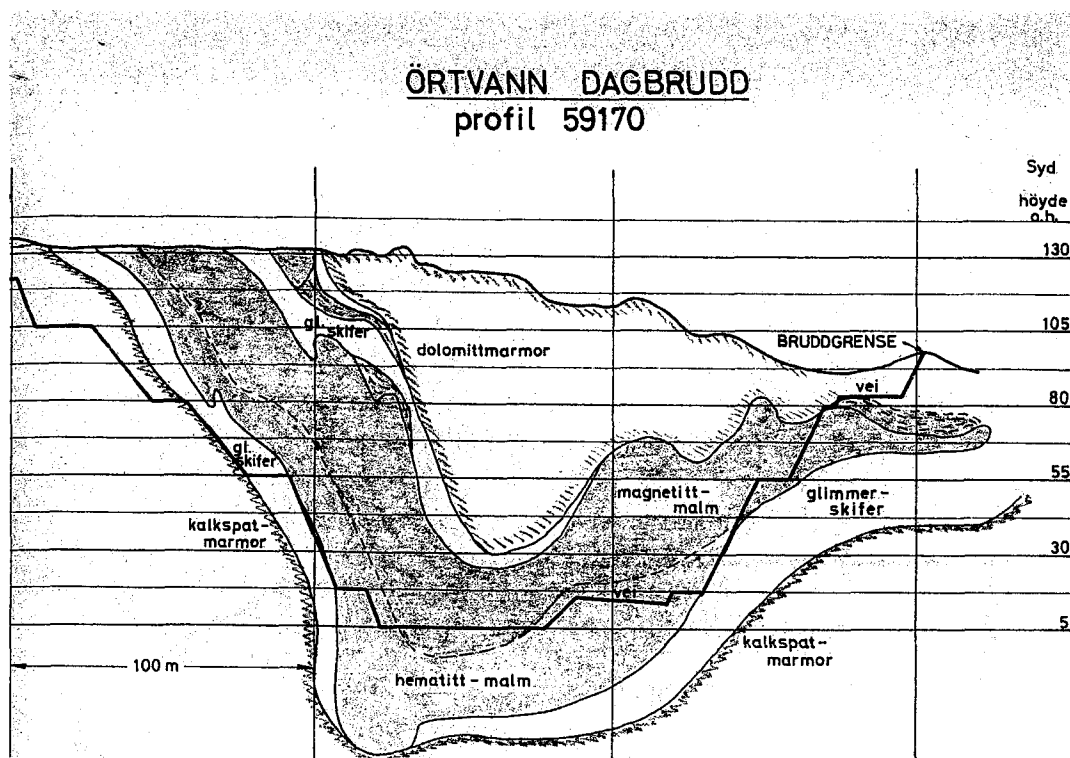 ÖRTVANN DAGBRUDD
profil 59170
Syd
höyde
o.h.
130
gl.
skifer
dolomittmarmor
105
BRUDDGRENSE
vei
80
gl.
skifer
magnetitt-
malm
glimmer-
skifer
55
kalkspat-
marmor
30
vei
5
100 m
hematitt-malm
kalkspat-
marmor